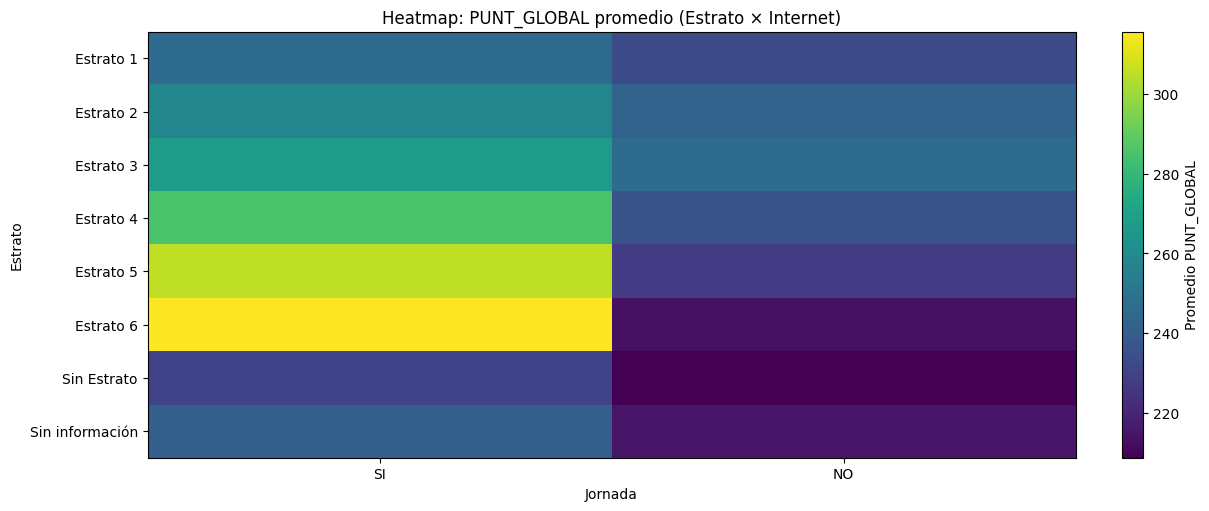 Heatmap: PUNT_GLOBAL promedio (Estrato × Internet)
Estrato
Estrato 1
Estrato 2
Estrato 3
Estrato 4
Estrato 5
Estrato 6
Sin Estrato
Sin información
SI
NO
Jornada
300
280
260
240
220
Promedio PUNT_GLOBAL